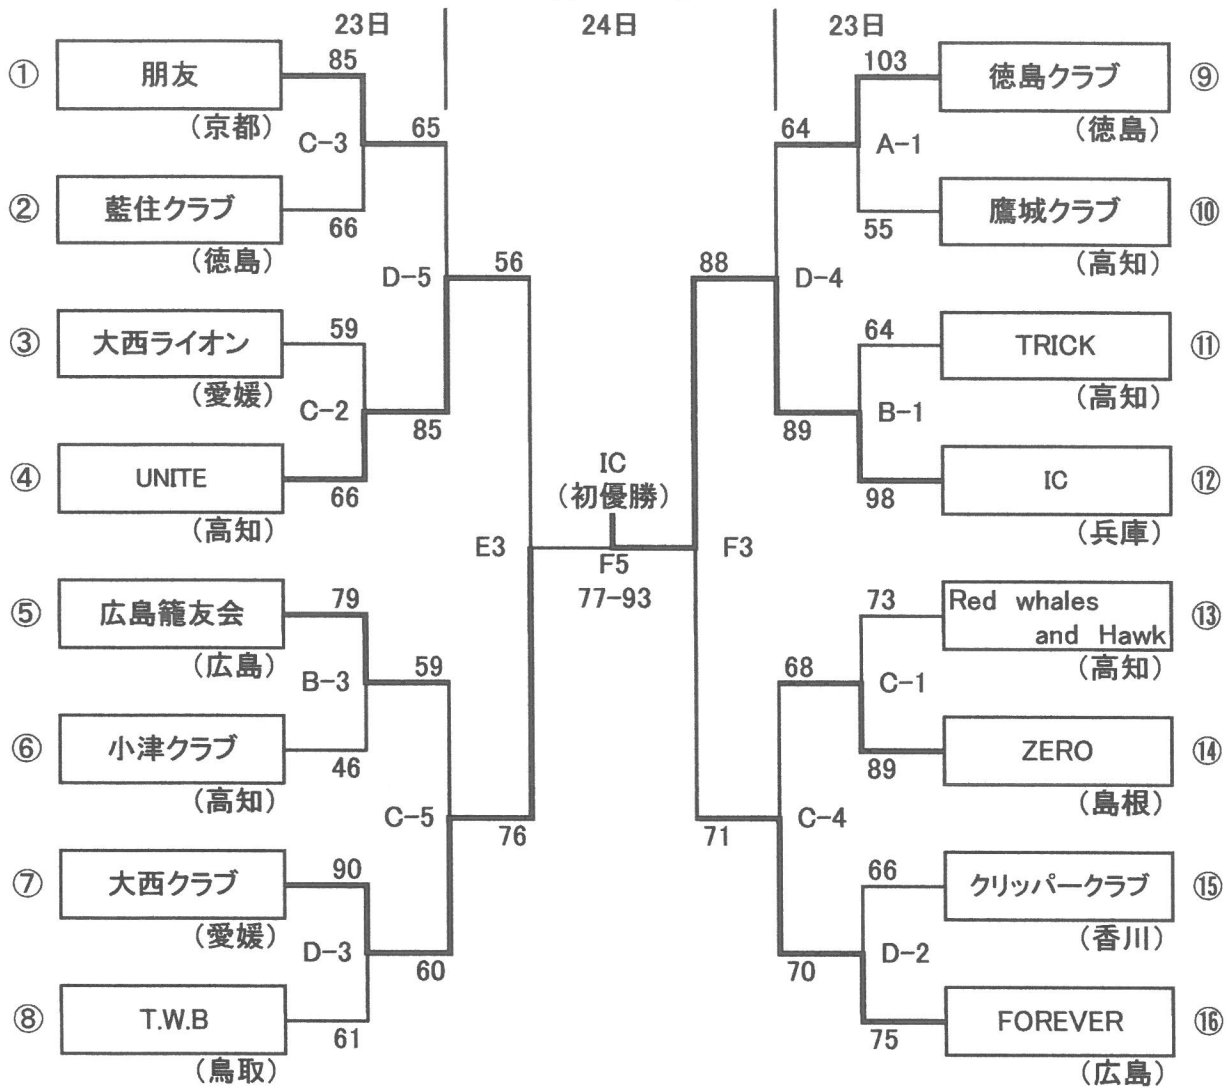 23日 24日 23日
① 朋友 85
(京都)
C-3 65
② 藍住クラブ 66
(徳島)
D-5 56
③ 大西ライオン 59
(愛媛)
C-2 85
④ UNITE 66
(高知)
E3
⑤ 広島籠友会 79
(広島)
B-3 59
⑥ 小津クラブ 46
(高知)
C-5 76
⑦ 大西クラブ 90
(愛媛)
D-3 60
⑧ T.W.B 61
(鳥取)
IC
(初優勝)
F5
77-93
103 徳島クラブ ⑨
(徳島)
64 A-1
55 鷹城クラブ ⑩
(高知)
88 D-4
64 TRICK ⑪
(高知)
89 B-1
98 IC ⑫
(兵庫)
F3
73 Red whales
and Hawk ⑬
(高知)
68 C-1
89 ZERO ⑭
(島根)
71 C-4
66 クリッパークラブ ⑮
(香川)
70 D-2
75 FOREVER ⑯
(広島)